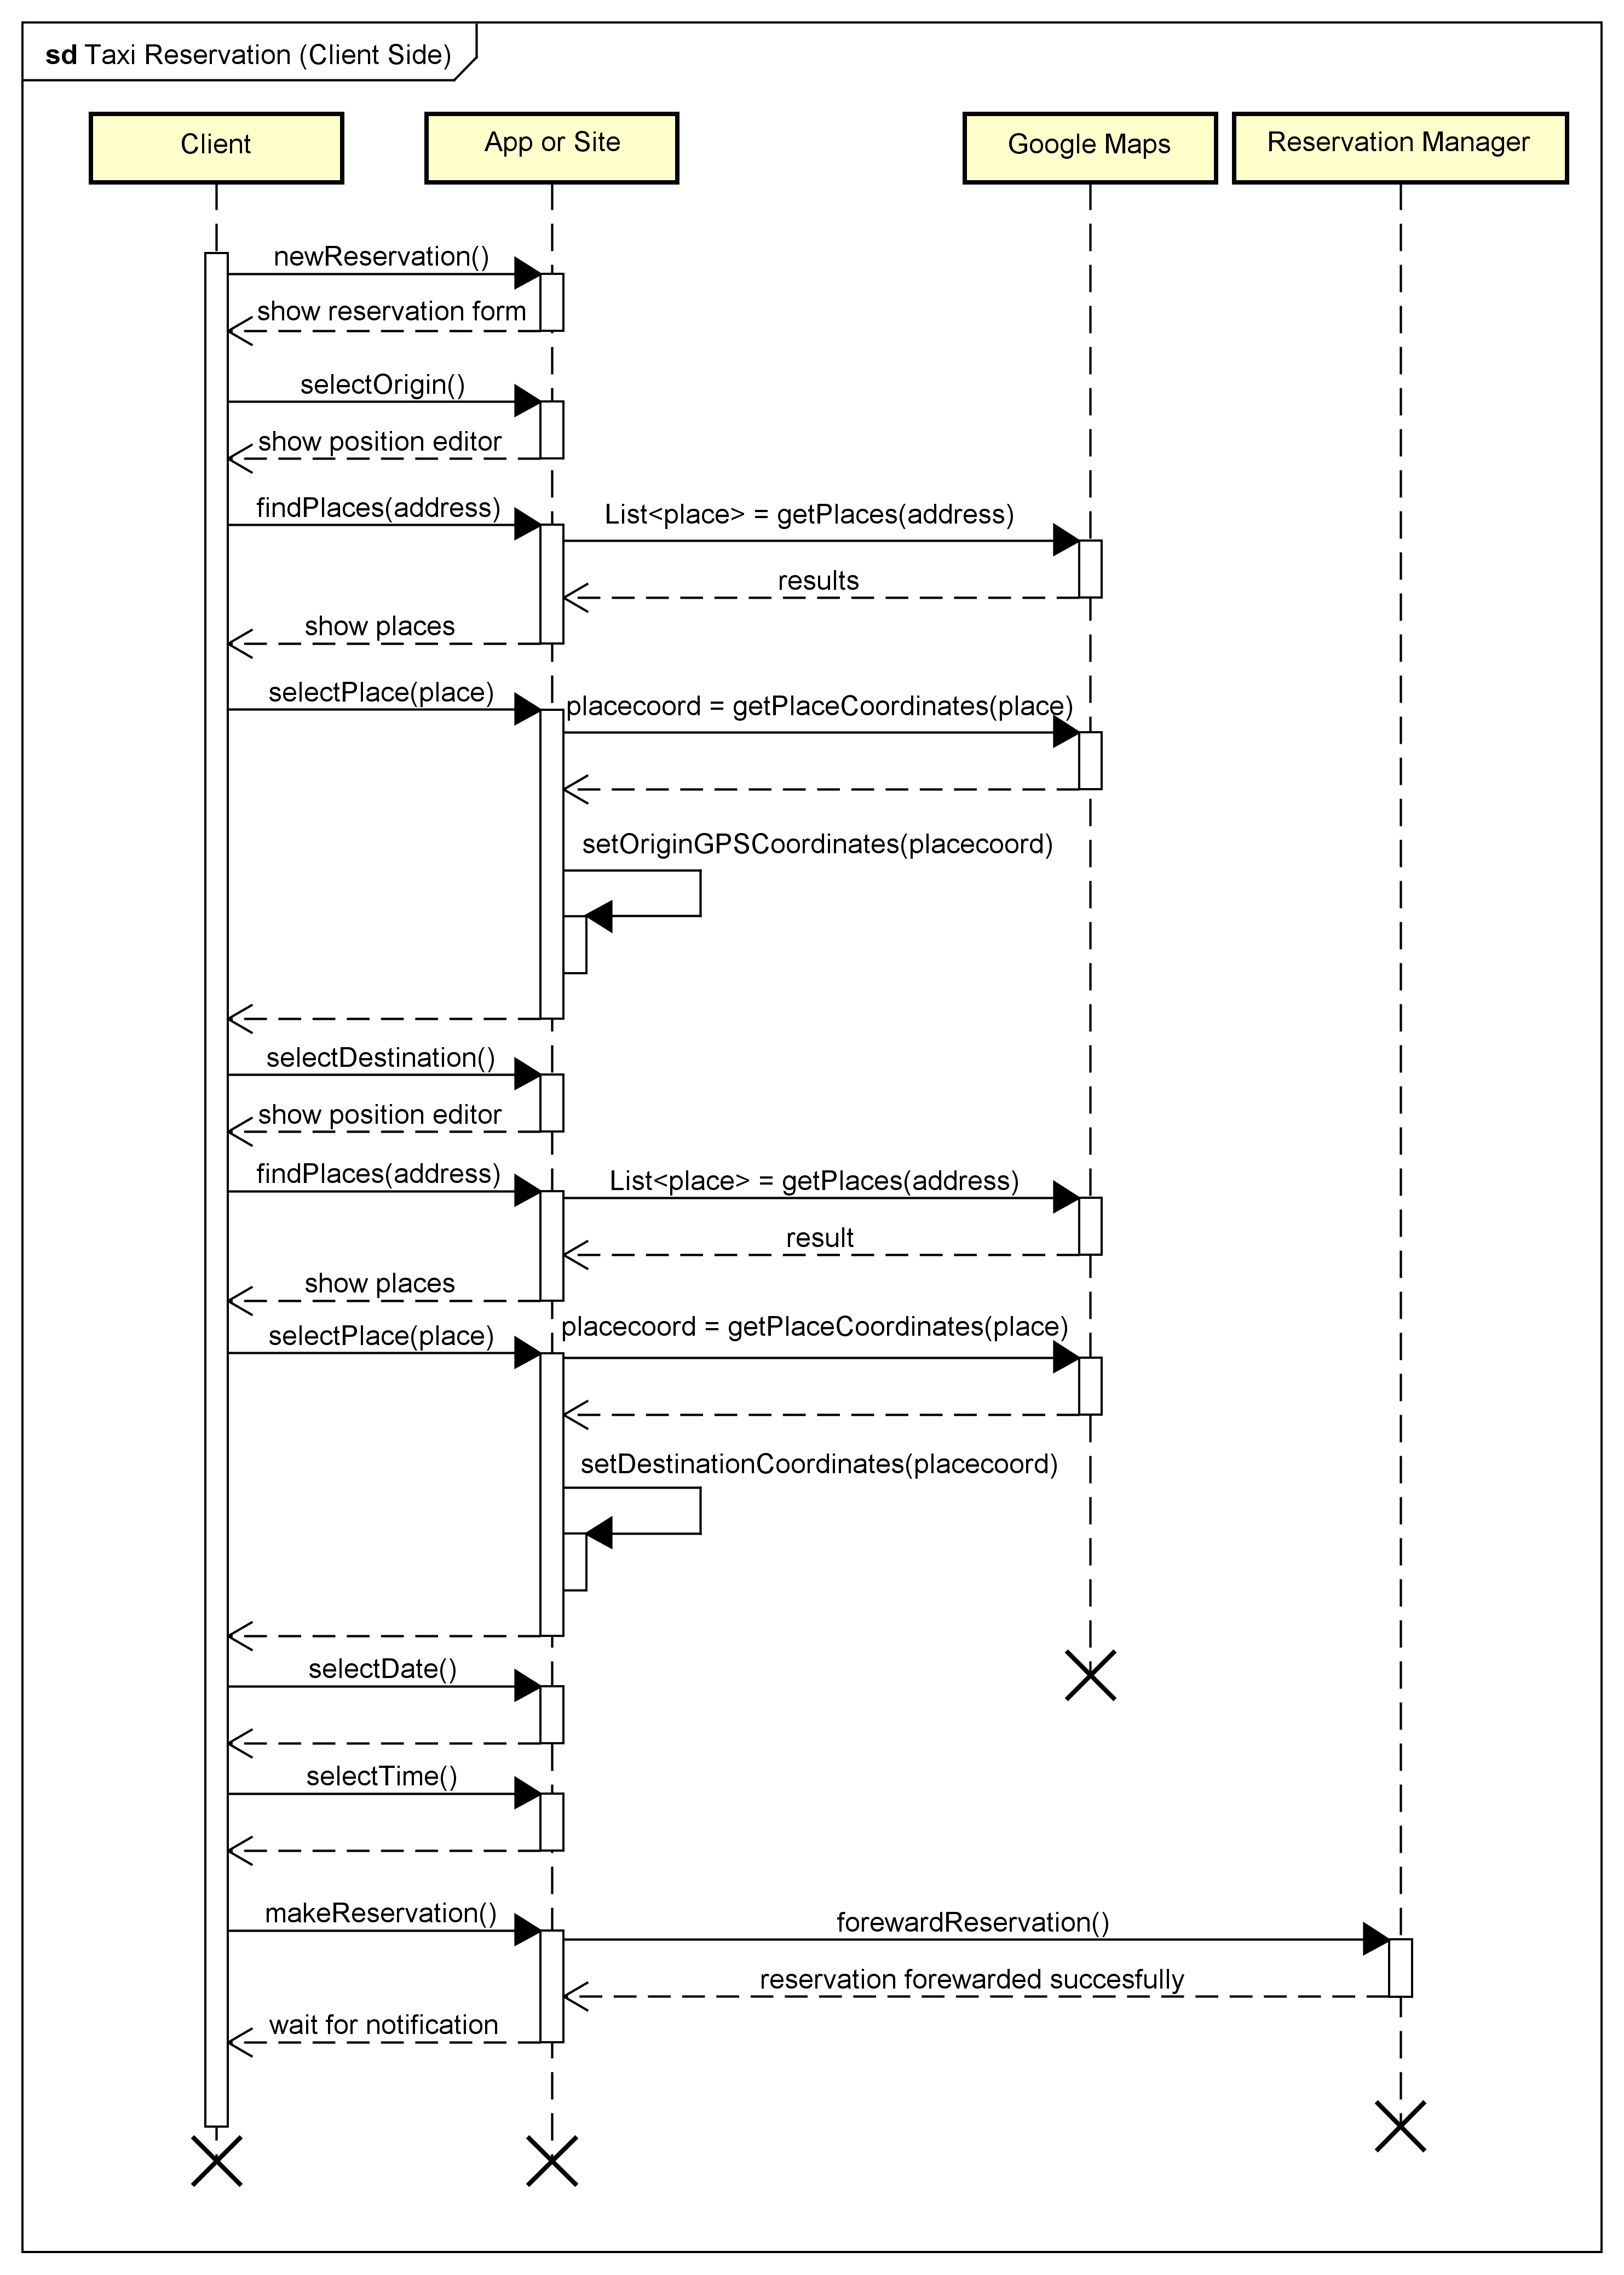 sd Taxi Reservation (Client Side)
Client
App or Site
Google Maps
Reservation Manager
newReservation()
show reservation form
selectOrigin()
show position editor
findPlaces(address)
List<place> = getPlaces(address)
results
show places
selectPlace(place)
placecoord = getPlaceCoordinates(place)
setOriginGPSCoordinates(placecoord)
selectDestination()
show position editor
findPlaces(address)
List<place> = getPlaces(address)
result
show places
selectPlace(place)
placecoord = getPlaceCoordinates(place)
setDestinationCoordinates(placecoord)
selectDate()
selectTime()
makeReservation()
forewardReservation()
reservation forewarded succesfully
wait for notification